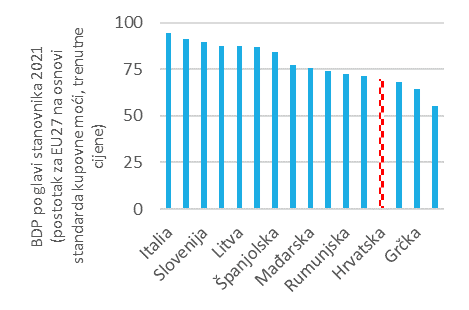 BDP po glavi stanovnika 2021
(postotak za EU27 na osnovi
standarda kupovne moći, trenutne
cijene)
100
75
50
25
0
Italia
Slovenija
Litva
Španjolska
Mađarska
Rumunjska
Hrvatska
Grčka